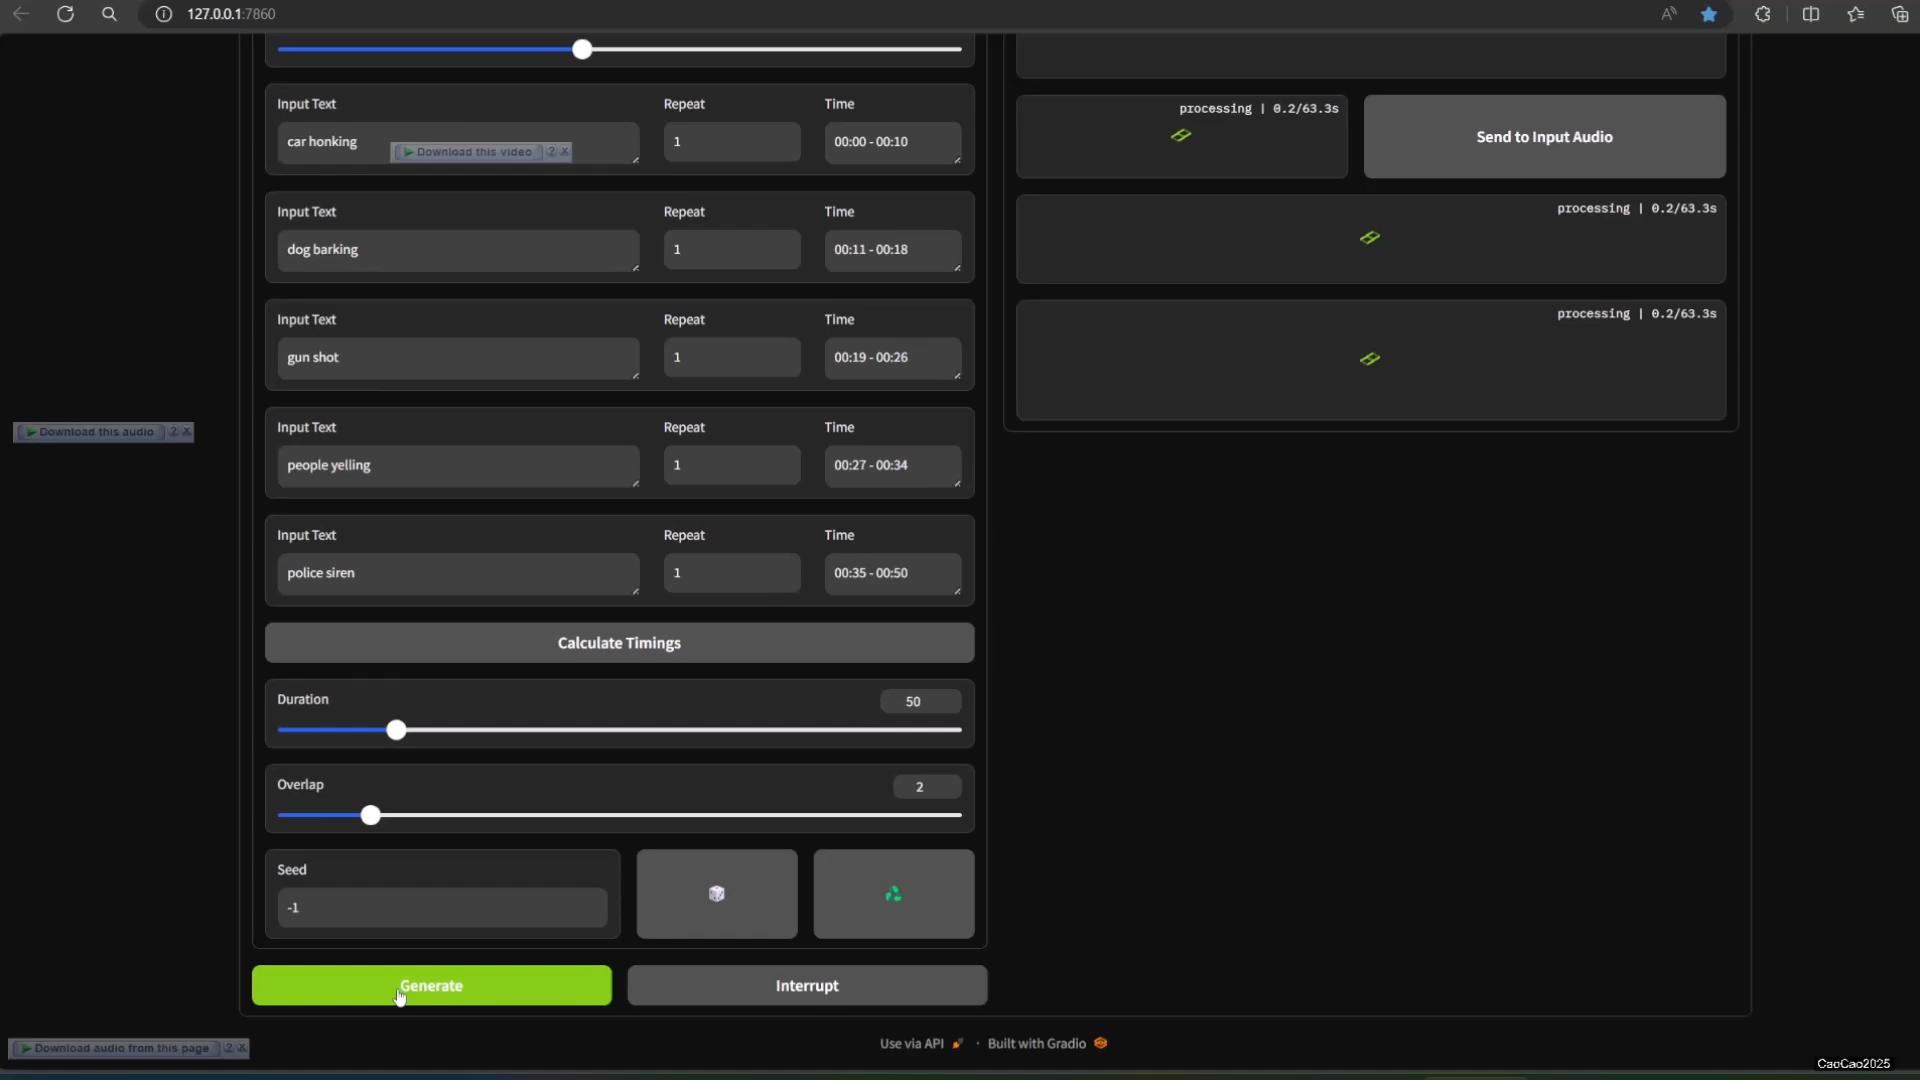 127.0.0.1:7860
Input Text Repeat Time
car honking 1 00:00 - 00:10
Download this video ? X
Input Text Repeat Time
dog barking 1 00:11 - 00:18
Input Text Repeat Time
gun shot 1 00:19 - 00:26
Input Text Repeat Time
people yelling 1 00:27 - 00:34
Input Text Repeat Time
police siren 1 00:35 - 00:50
Calculate Timings
Duration 50
Overlap 2
Seed
-1
Generate Interrupt
processing | 0.2/63.3s
Send to Input Audio
processing | 0.2/63.3s
processing | 0.2/63.3s
Download this audio ? X
Download audio from this page ? X
Use via API · Built with Gradio
CaoCao2025